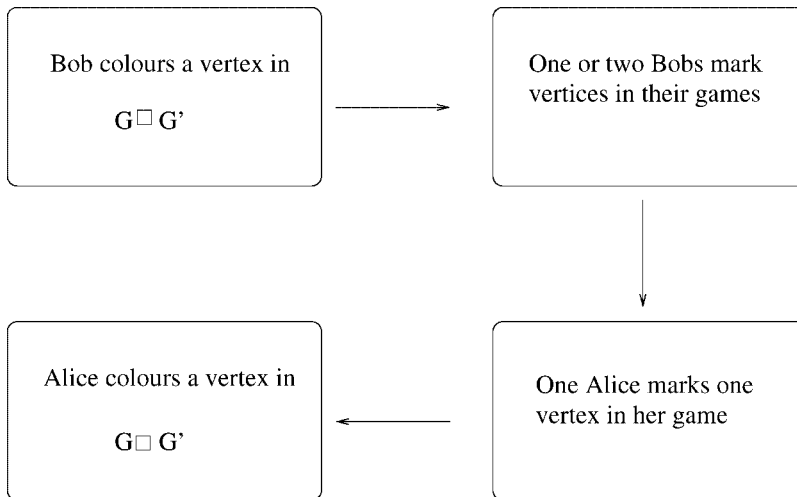 Bob colours a vertex in
G □ G'
One or two Bobs mark
vertices in their games
Alice colours a vertex in
G □ G'
One Alice marks one
vertex in her game